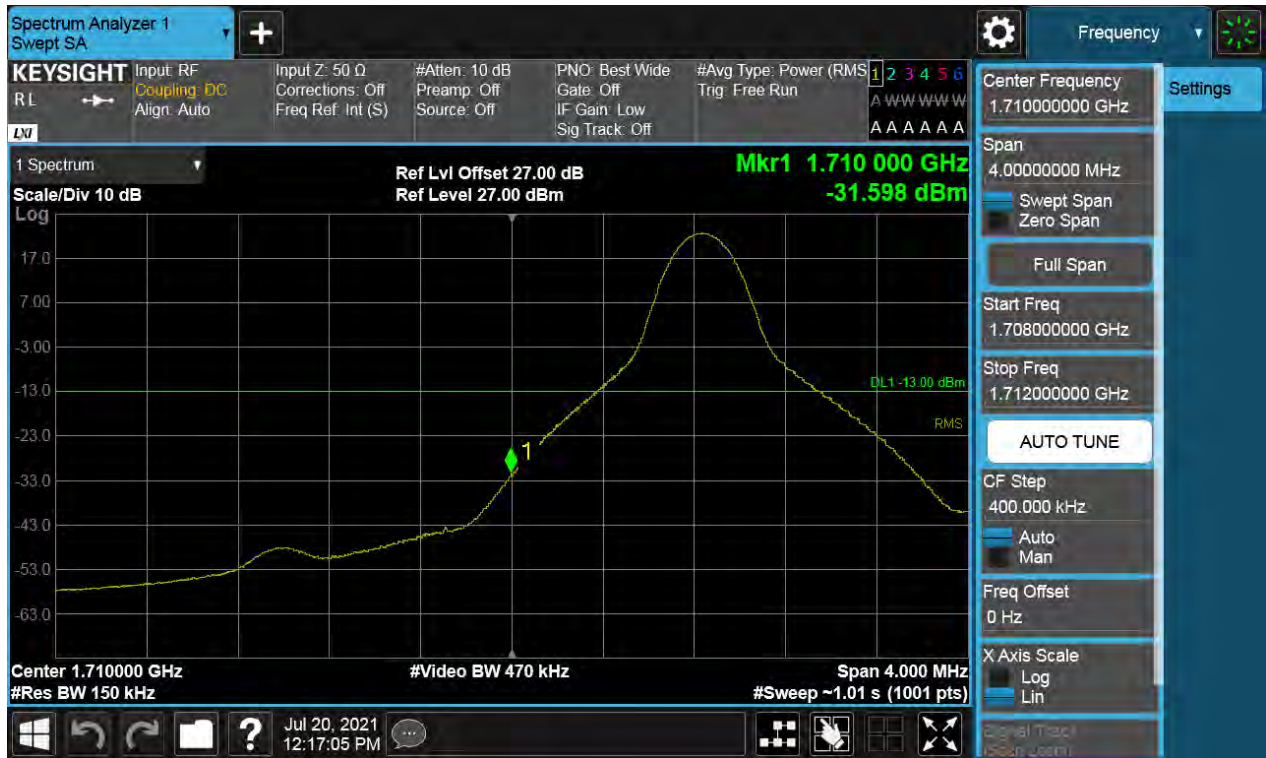 Spectrum Analyzer 1
Swept SA
+
Frequency
KEYSIGHT
RL
LXI
Input: RF
Coupling: DC
Align: Auto
Input Z: 50 Ω
Corrections: Off
Freq Ref: Int (S)
#Atten: 10 dB
Preamp: Off
Source: Off
PNO: Best Wide
Gate: Off
IF Gain: Low
Sig Track: Off
#Avg Type: Power (RMS
Trig: Free Run
1 2 3 4 5 6
A W W W W W
A A A A A A
1 Spectrum
Scale/Div 10 dB
Ref Lvl Offset 27.00 dB
Ref Level 27.00 dBm
Mkr1 1.710 000 GHz
-31.598 dBm
Log
17.0
7.00
-3.00
-13.0
-23.0
-33.0
-43.0
-53.0
-63.0
DL1 -13.00 dBm
RMS
1
Center 1.710000 GHz
#Res BW 150 kHz
#Video BW 470 kHz
Span 4.000 MHz
#Sweep ~1.01 s (1001 pts)
Center Frequency
1.710000000 GHz
Span
4.00000000 MHz
Swept Span
Zero Span
Full Span
Start Freq
1.708000000 GHz
Stop Freq
1.712000000 GHz
AUTO TUNE
CF Step
400.000 kHz
Auto
Man
Freq Offset
0 Hz
X Axis Scale
Log
Lin
Signal Track
(Span Zoom)
Settings
?
Jul 20, 2021
12:17:05 PM